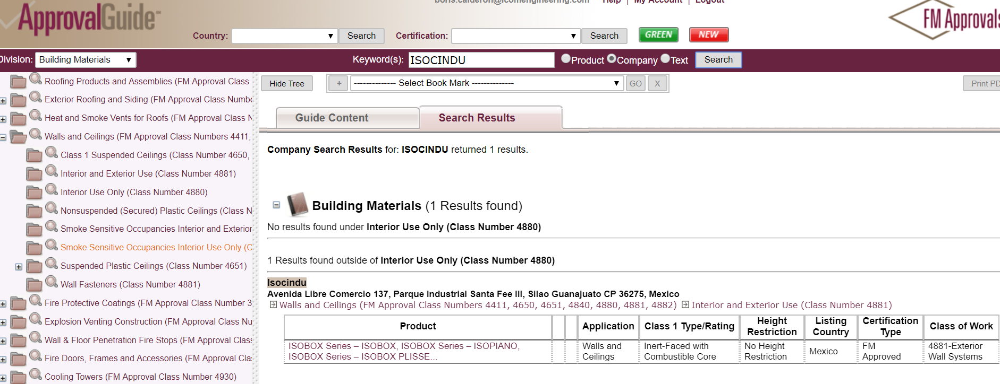 boris.calderon@icomengineering.com Help | My Account | Logout
ApprovalGuide
FM Approvals
Country: Search Certification: Search GREEN NEW
Division: Building Materials Keyword(s): ISOCINDU Product Company Text Search
Hide Tree + -------------- Select Book Mark -------------- GO X Print PD
Roofing Products and Assemblies (FM Approval Class
Exterior Roofing and Siding (FM Approval Class Numbe
Heat and Smoke Vents for Roofs (FM Approval Class N
Walls and Ceilings (FM Approval Class Numbers 4411,
Class 1 Suspended Ceilings (Class Number 4650,
Interior and Exterior Use (Class Number 4881)
Interior Use Only (Class Number 4880)
Nonsuspended (Secured) Plastic Ceilings (Class N
Smoke Sensitive Occupancies Interior and Exterior
Smoke Sensitive Occupancies Interior Use Only (C
Suspended Plastic Ceilings (Class Number 4651)
Wall Fasteners (Class Number 4881)
Fire Protective Coatings (FM Approval Class Number 3
Explosion Venting Construction (FM Approval Class Nu
Wall & Floor Penetration Fire Stops (FM Approval Class
Fire Doors, Frames and Accessories (FM Approval Cla
Cooling Towers (FM Approval Class Number 4930)
Guide Content Search Results
Company Search Results for: ISOCINDU returned 1 results.
Building Materials (1 Results found)
No results found under Interior Use Only (Class Number 4880)
1 Results found outside of Interior Use Only (Class Number 4880)
Isocindu
Avenida Libre Comercio 137, Parque Industrial Santa Fee III, Silao Guanajuato CP 36275, Mexico
Walls and Ceilings (FM Approval Class Numbers 4411, 4650, 4651, 4840, 4880, 4881, 4882) Interior and Exterior Use (Class Number 4881)
Product Application Class 1 Type/Rating Height Restriction Listing Country Certification Type Class of Work
ISOBOX Series – ISOBOX, ISOBOX Series – ISOPIANO, Walls and Inert-Faced with No Height Mexico FM 4881-Exterior
ISOBOX Series – ISOBOX PLISSE... Ceilings Combustible Core Restriction Approved Wall Systems